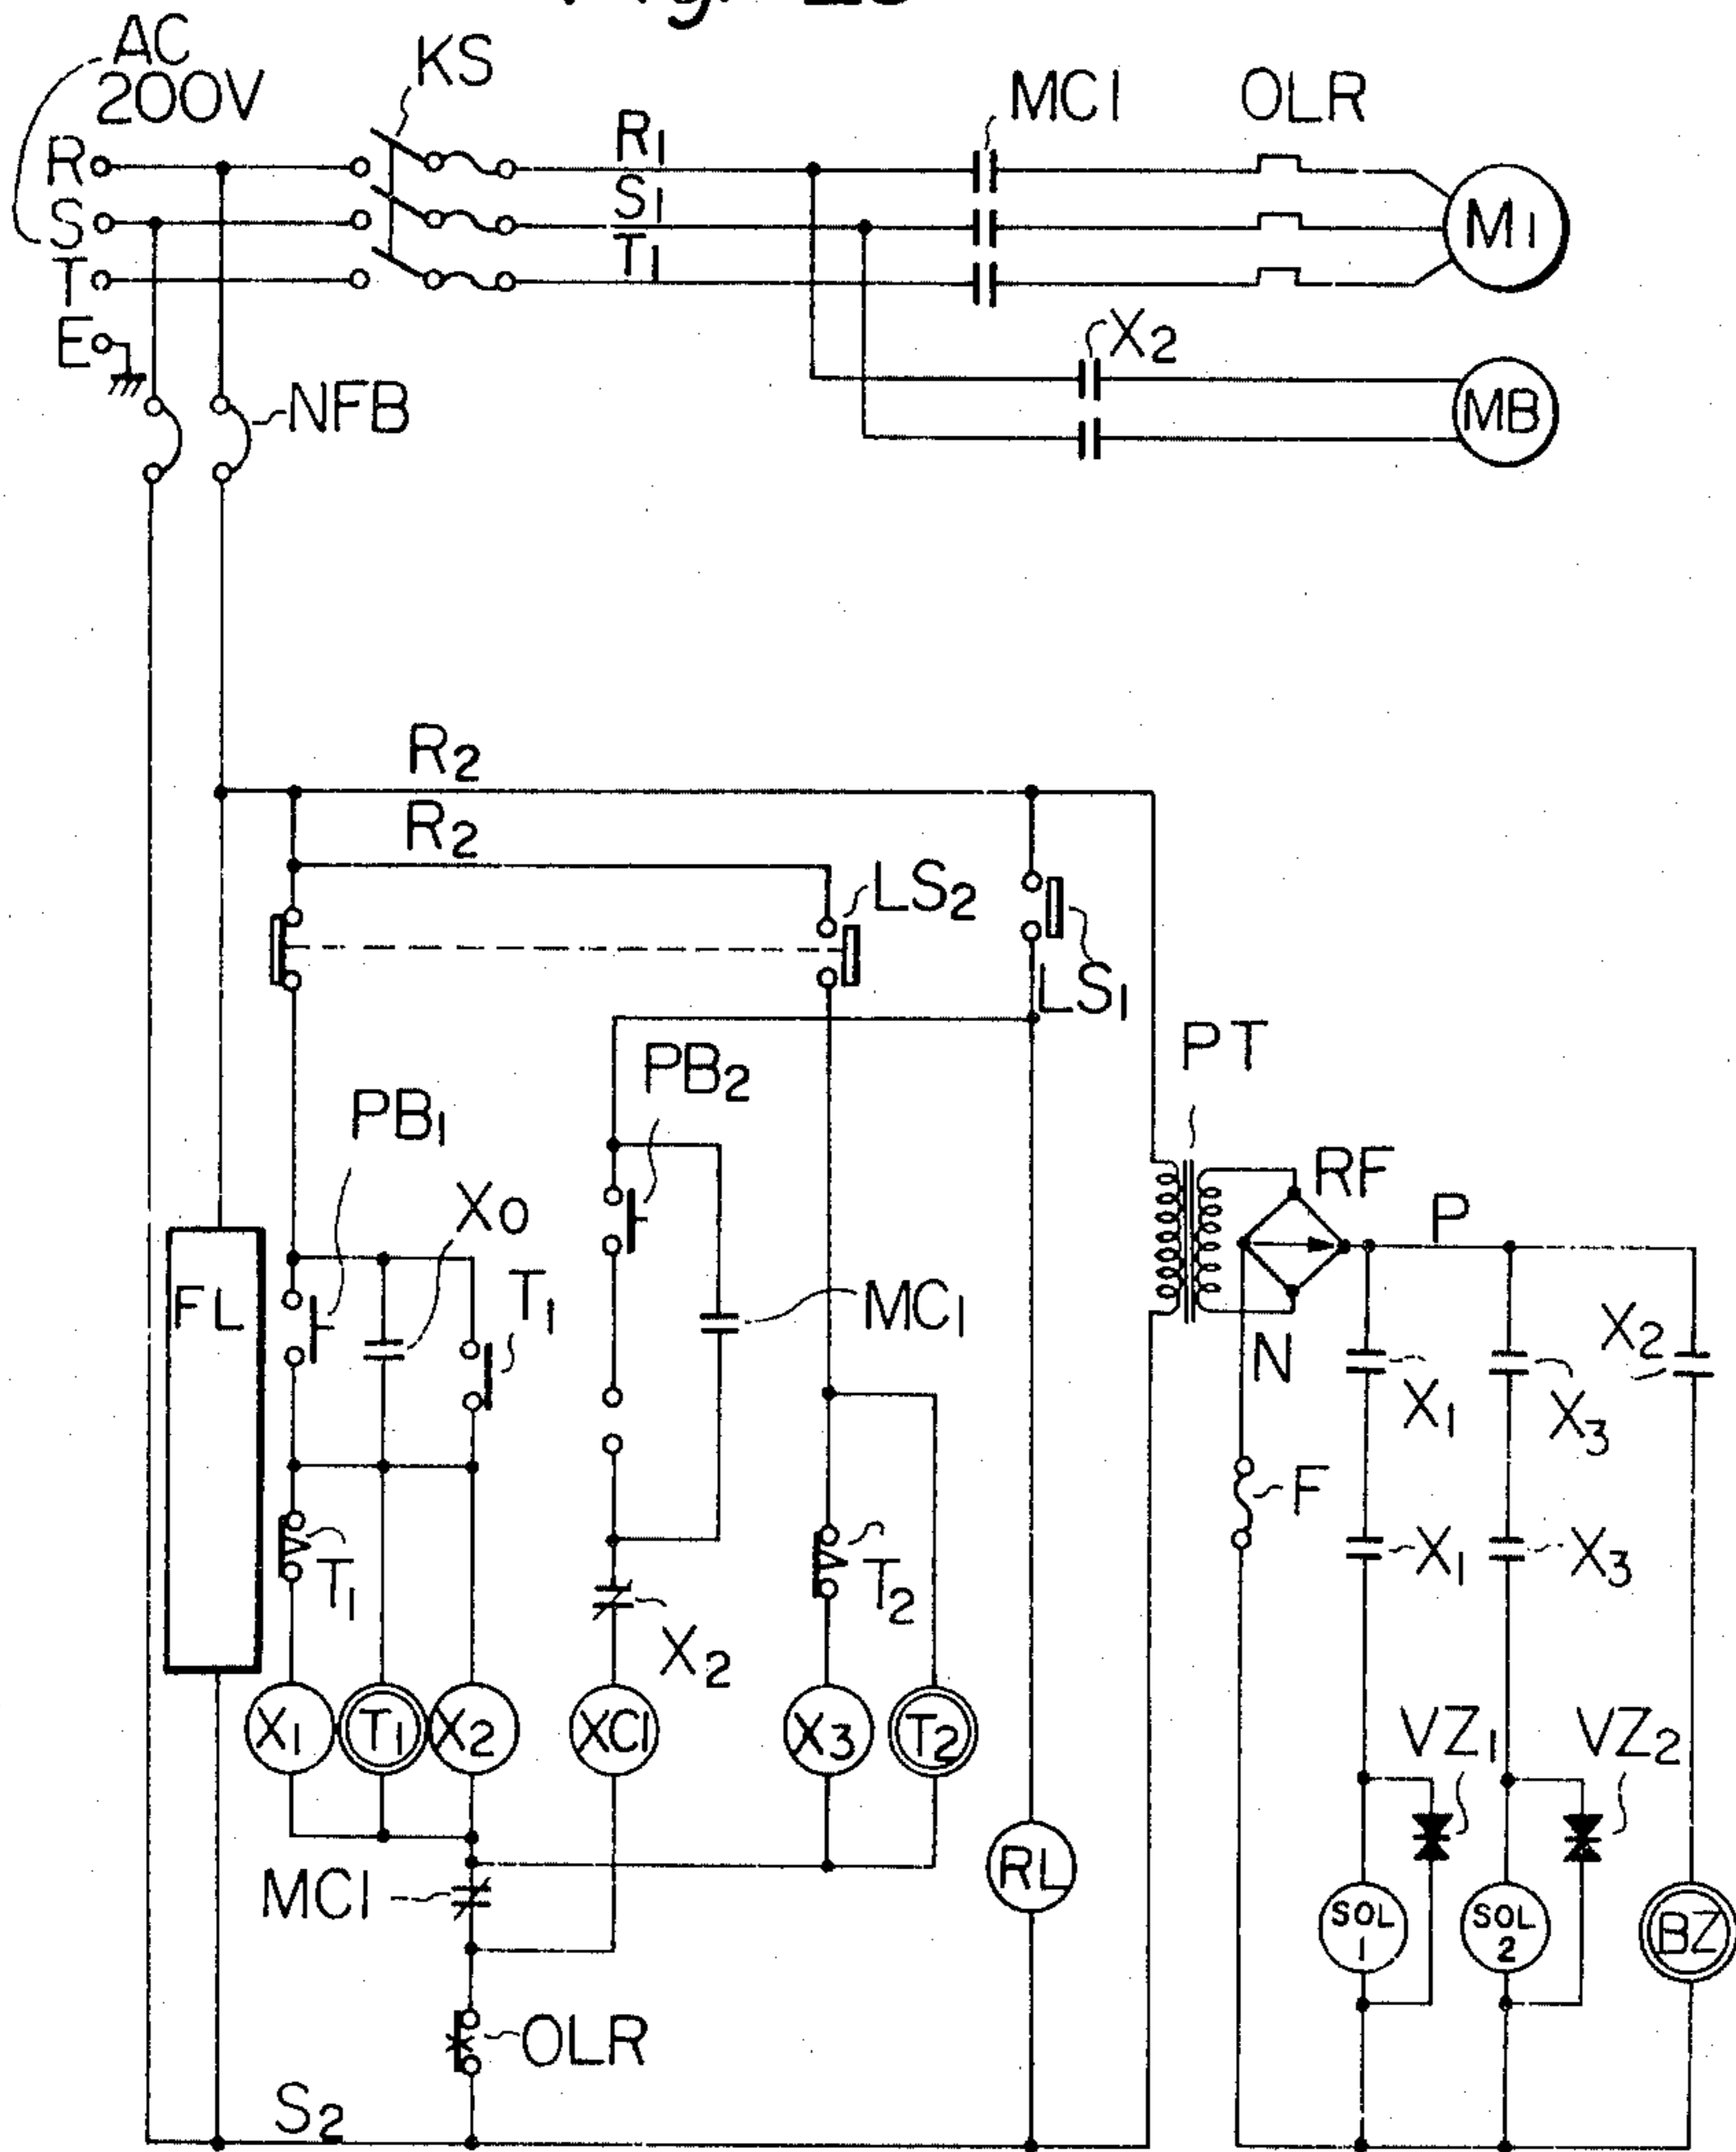 AC
200V
KS
MC1
OLR
R
R1
S
S1
M1
T
T1
E
X2
NFB
MB
R2
R2
LS2
LS1
PB2
PT
PB1
RF
X0
P
FL
T1
MC1
X2
N
X1
X3
F
T1
T2
X1
X3
X2
X1
T1
X2
XC1
X3
T2
VZ1
VZ2
MC1
RL
SOL
1
SOL
2
BZ
OLR
S2